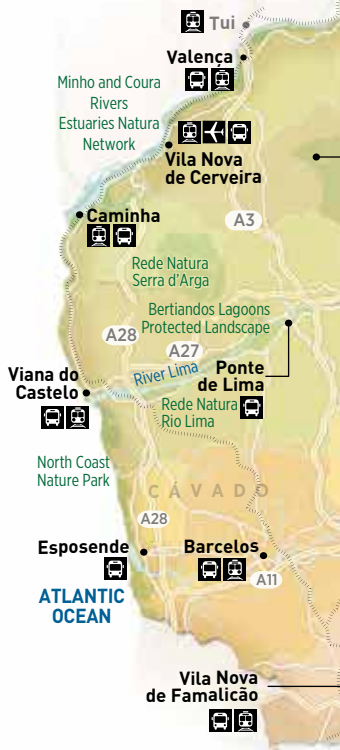 Tui
Valença
Minho and Coura
Rivers
Estuaries Natura
Network
Vila Nova
de Cerveira
Caminha
A3
Rede Natura
Serra d'Arga
Bertiandos Lagoons
Protected Landscape
A28
A27
River Lima
Ponte
de Lima
Viana do
Castelo
Rede Natura
Rio Lima
North Coast
Nature Park
CÁVADO
A28
Esposende
Barcelos
A11
ATLANTIC
OCEAN
Vila Nova
de Famalicão